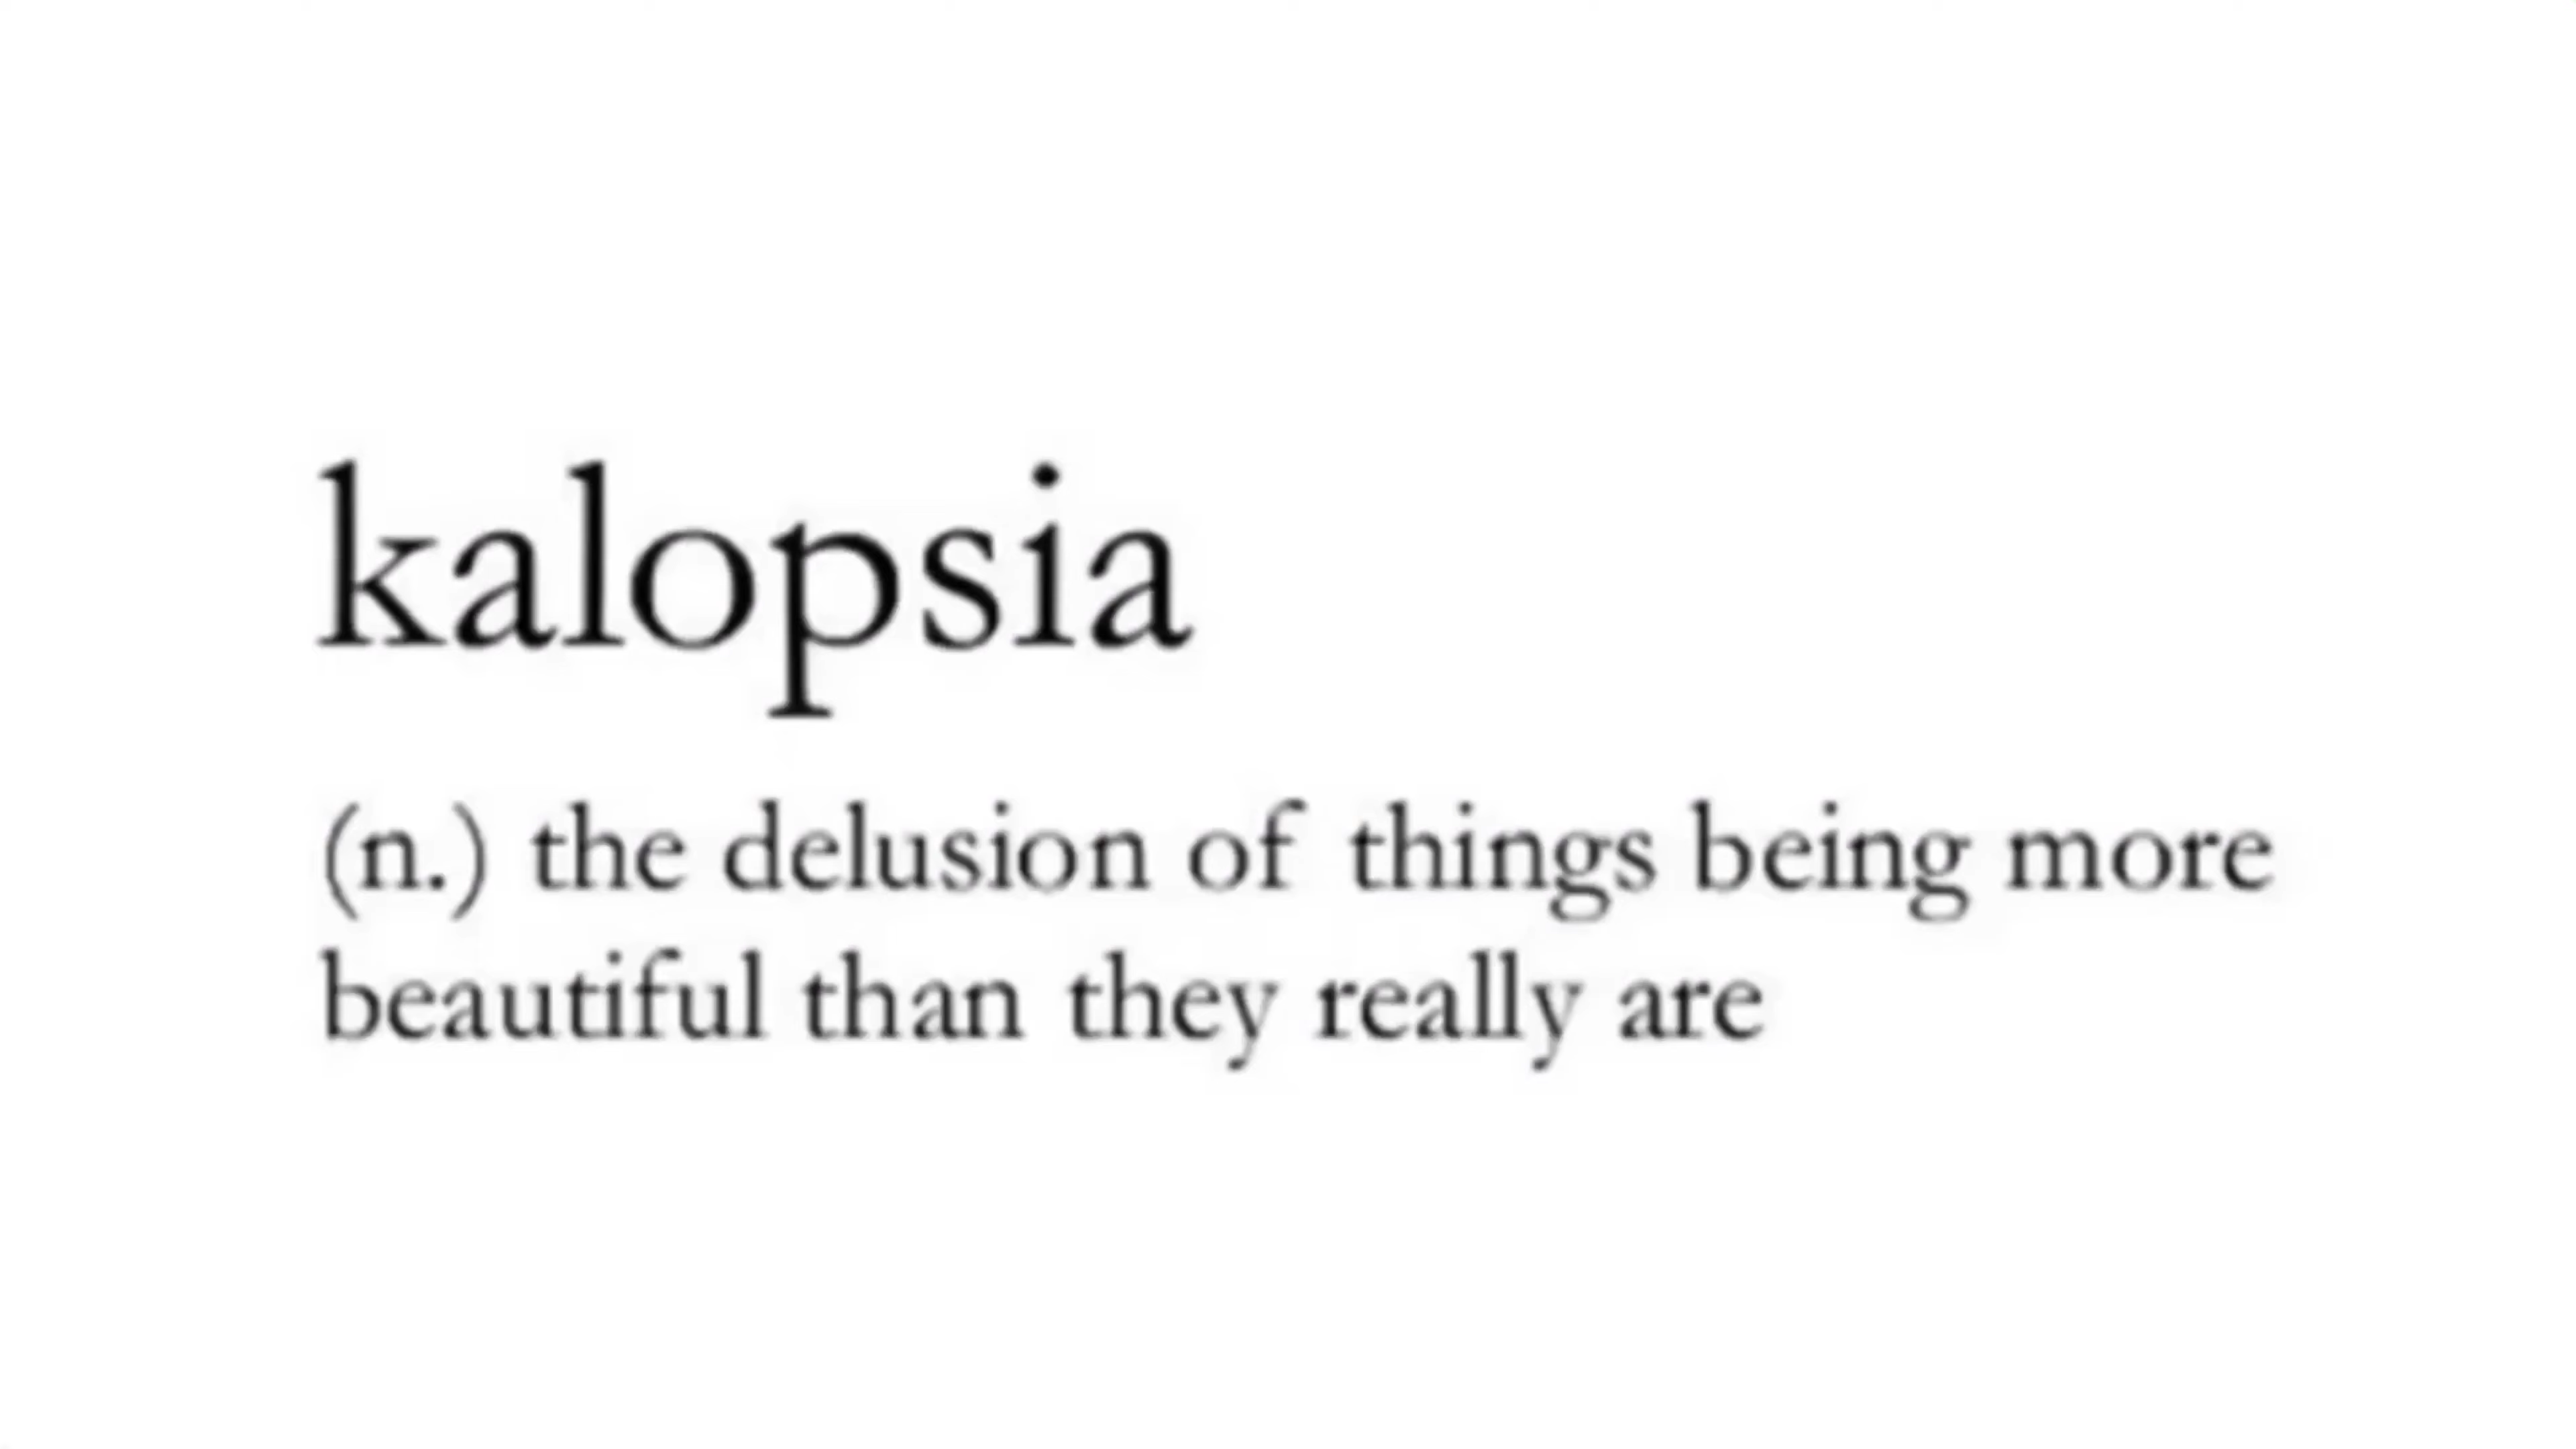 kalopsia
(n.) the delusion of things being more
beautiful than they really are